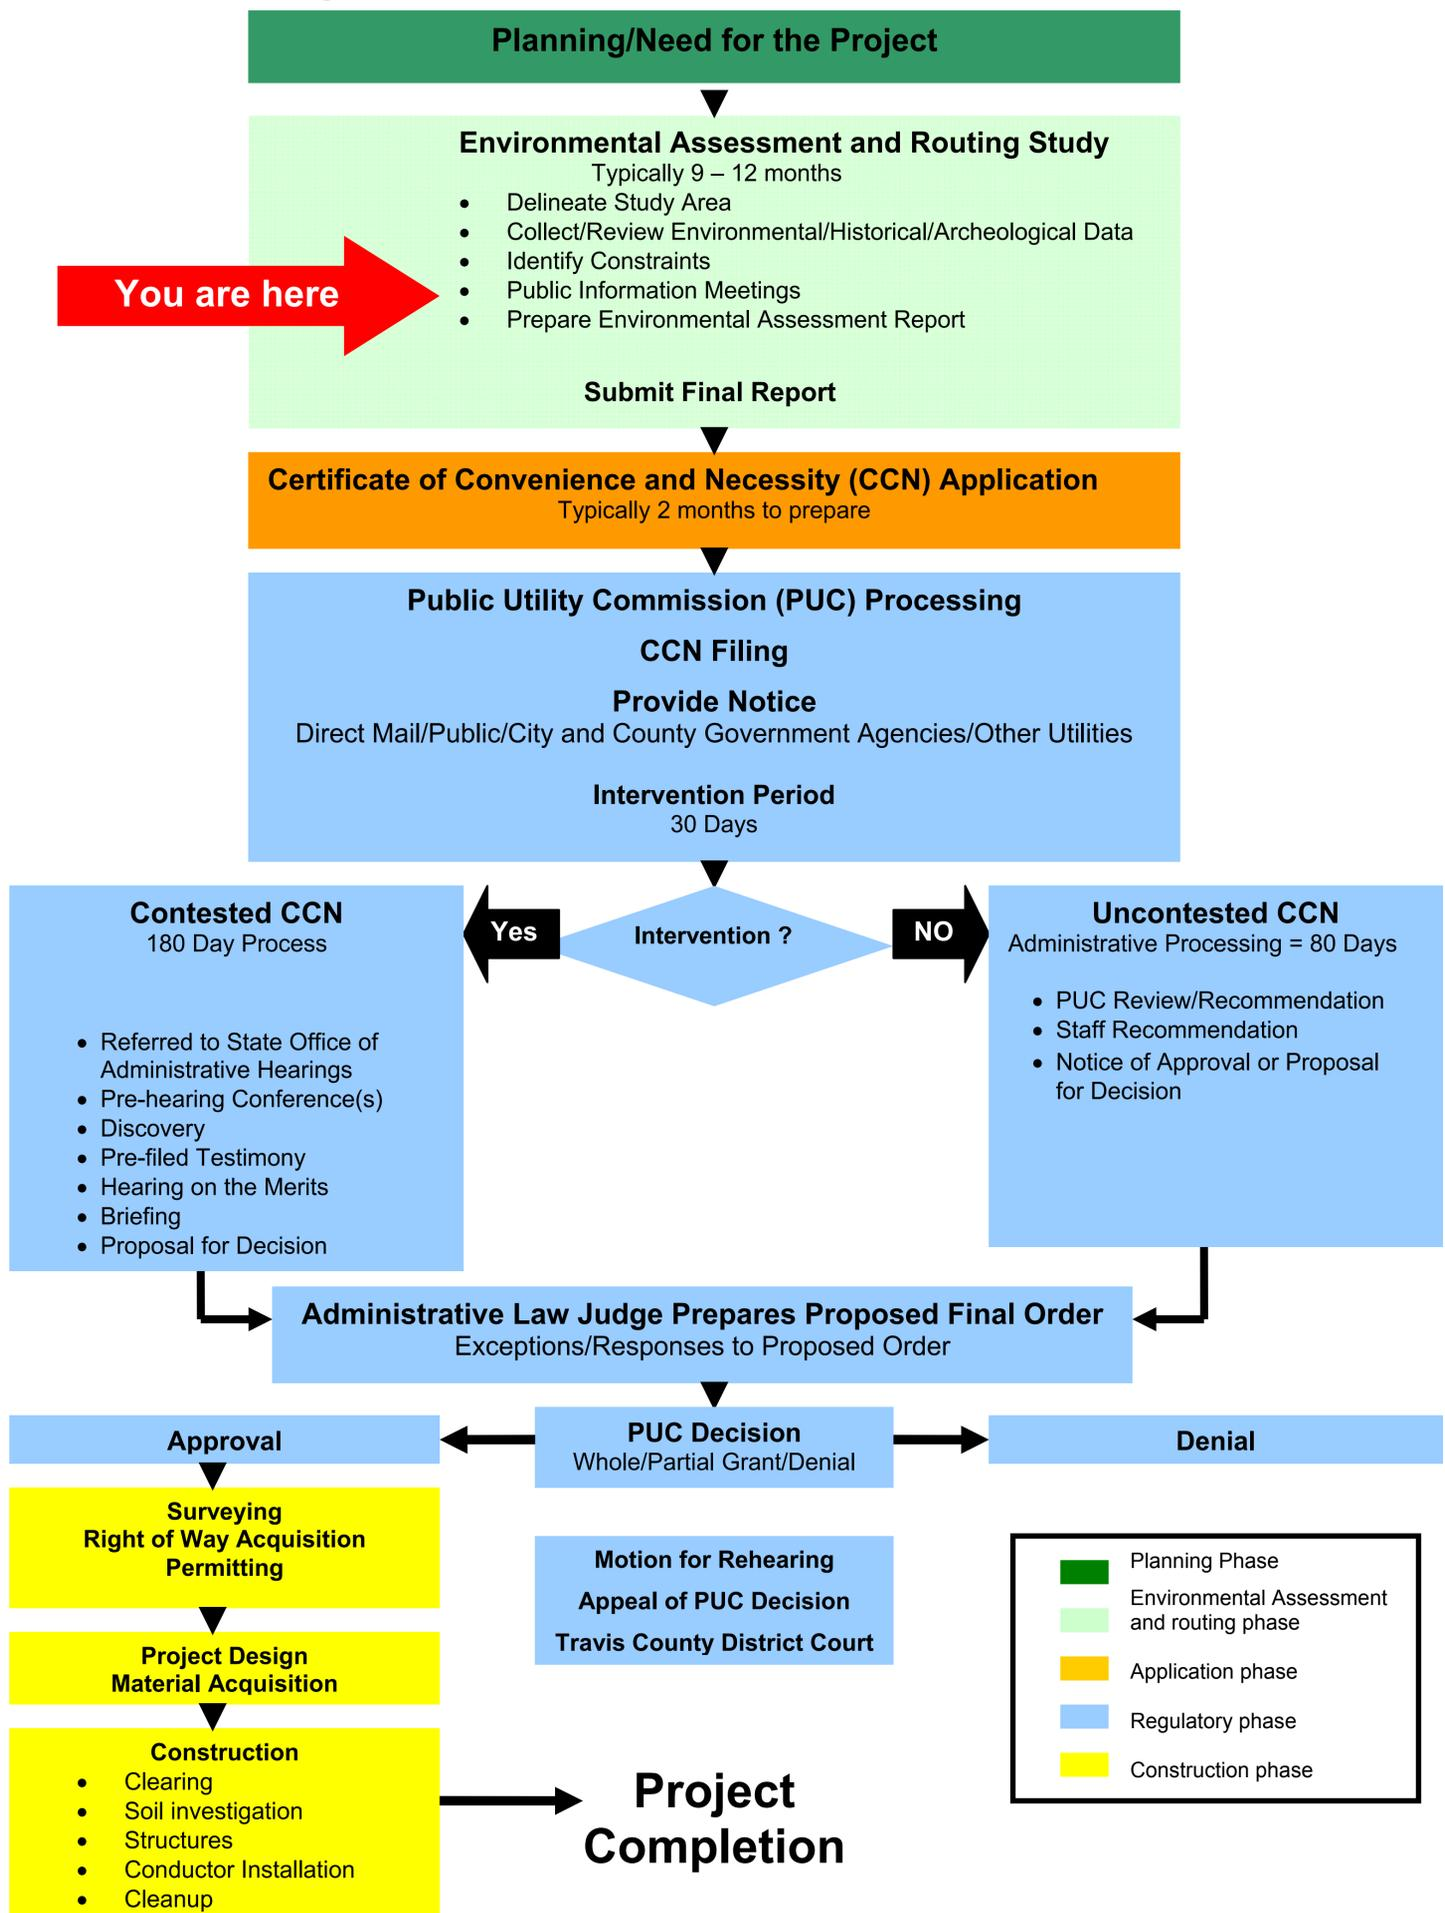 Planning/Need for the Project
Environmental Assessment and Routing Study
Typically 9 – 12 months
• Delineate Study Area
• Collect/Review Environmental/Historical/Archeological Data
• Identify Constraints
• Public Information Meetings
• Prepare Environmental Assessment Report
You are here
Submit Final Report
Certificate of Convenience and Necessity (CCN) Application
Typically 2 months to prepare
Public Utility Commission (PUC) Processing
CCN Filing
Provide Notice
Direct Mail/Public/City and County Government Agencies/Other Utilities
Intervention Period
30 Days
Intervention ?
Yes
NO
Contested CCN
180 Day Process
• Referred to State Office of
Administrative Hearings
• Pre-hearing Conference(s)
• Discovery
• Pre-filed Testimony
• Hearing on the Merits
• Briefing
• Proposal for Decision
Uncontested CCN
Administrative Processing = 80 Days
• PUC Review/Recommendation
• Staff Recommendation
• Notice of Approval or Proposal
for Decision
Administrative Law Judge Prepares Proposed Final Order
Exceptions/Responses to Proposed Order
Approval
PUC Decision
Whole/Partial Grant/Denial
Denial
Surveying
Right of Way Acquisition
Permitting
Motion for Rehearing
Appeal of PUC Decision
Travis County District Court
Project Design
Material Acquisition
Construction
• Clearing
• Soil investigation
• Structures
• Conductor Installation
• Cleanup
Project
Completion
Planning Phase
Environmental Assessment
and routing phase
Application phase
Regulatory phase
Construction phase